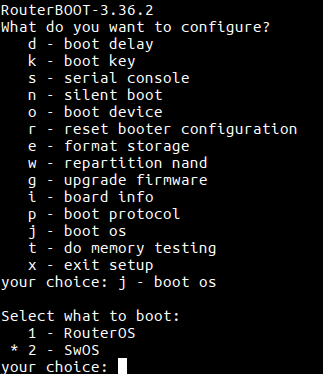 RouterBOOT-3.36.2
What do you want to configure?
   d - boot delay
   k - boot key
   s - serial console
   n - silent boot
   o - boot device
   r - reset booter configuration
   e - format storage
   w - repartition nand
   g - upgrade firmware
   i - board info
   p - boot protocol
   j - boot os
   t - do memory testing
   x - exit setup
your choice: j - boot os

Select what to boot:
   1 - RouterOS
 * 2 - SwOS
your choice: